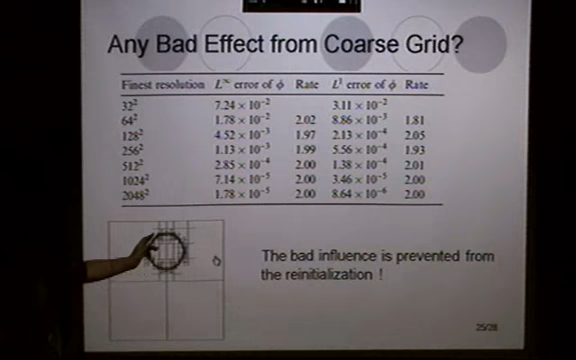 Any Bad Effect from Coarse Grid?
Finest resolution L∞ error of ϕ Rate L¹ error of ϕ Rate
32² 7.24 × 10⁻² 3.11 × 10⁻²
64² 1.78 × 10⁻² 2.02 8.86 × 10⁻³ 1.81
128² 4.52 × 10⁻³ 1.97 2.13 × 10⁻³ 2.05
256² 1.13 × 10⁻³ 1.99 5.56 × 10⁻⁴ 1.93
512² 2.85 × 10⁻⁴ 2.00 1.38 × 10⁻⁴ 2.01
1024² 7.14 × 10⁻⁵ 2.00 3.46 × 10⁻⁵ 2.00
2048² 1.78 × 10⁻⁵ 2.00 8.64 × 10⁻⁶ 2.00
The bad influence is prevented from
the reinitialization !
25/28